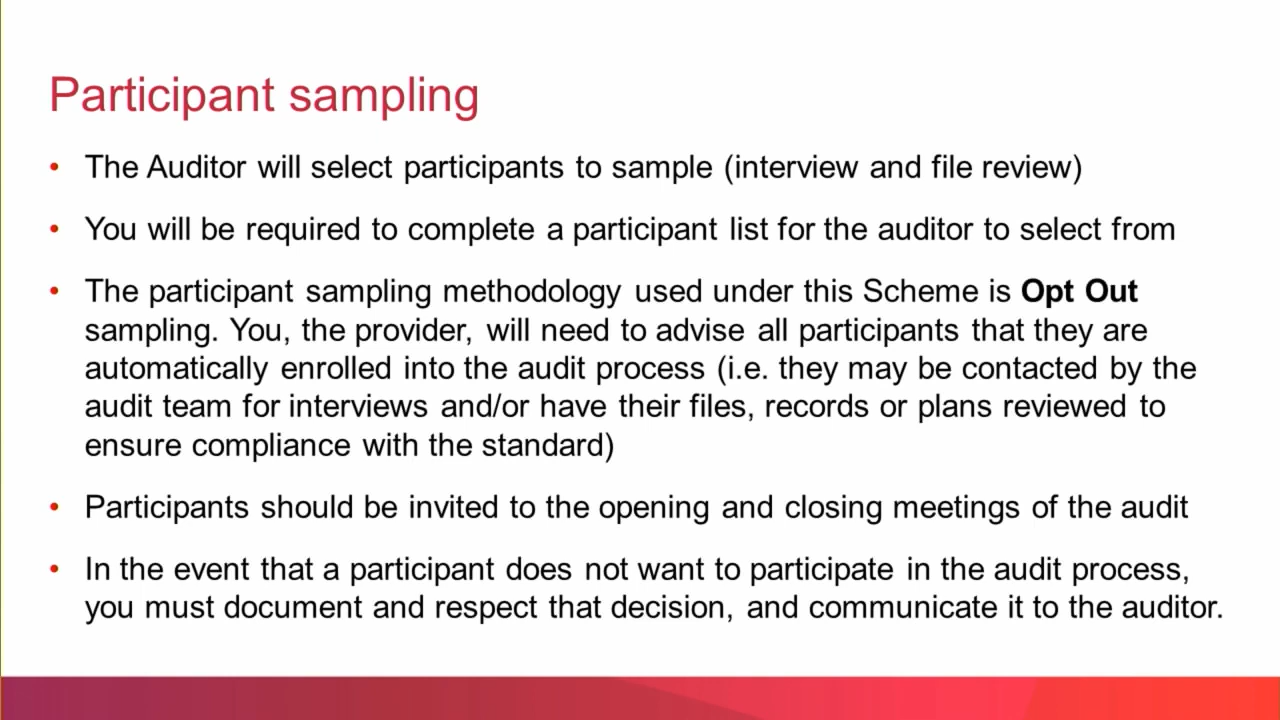 Participant sampling
• The Auditor will select participants to sample (interview and file review)
• You will be required to complete a participant list for the auditor to select from
• The participant sampling methodology used under this Scheme is Opt Out
sampling. You, the provider, will need to advise all participants that they are
automatically enrolled into the audit process (i.e. they may be contacted by the
audit team for interviews and/or have their files, records or plans reviewed to
ensure compliance with the standard)
• Participants should be invited to the opening and closing meetings of the audit
• In the event that a participant does not want to participate in the audit process,
you must document and respect that decision, and communicate it to the auditor.